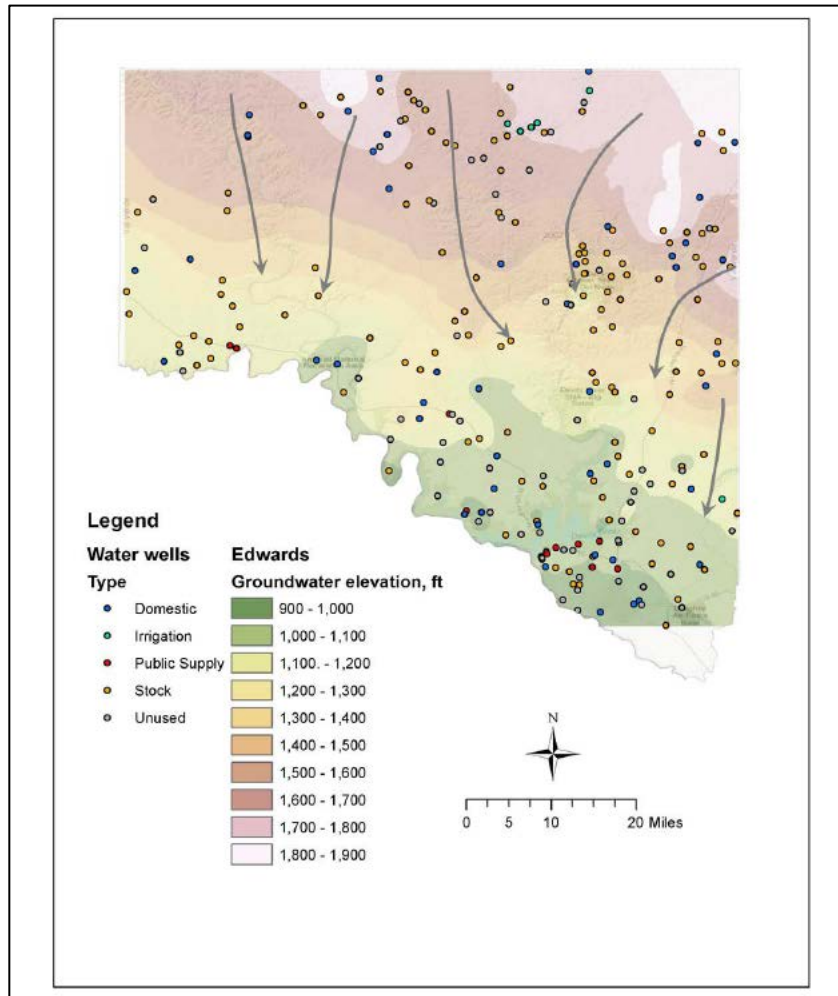 Legend
Water wells
Type
Domestic
Irrigation
Public Supply
Stock
Unused
Edwards
Groundwater elevation, ft
900 - 1,000
1,000 - 1,100
1,100. - 1,200
1,200 - 1,300
1,300 - 1,400
1,400 - 1,500
1,500 - 1,600
1,600 - 1,700
1,700 - 1,800
1,800 - 1,900
N
0 5 10 20 Miles